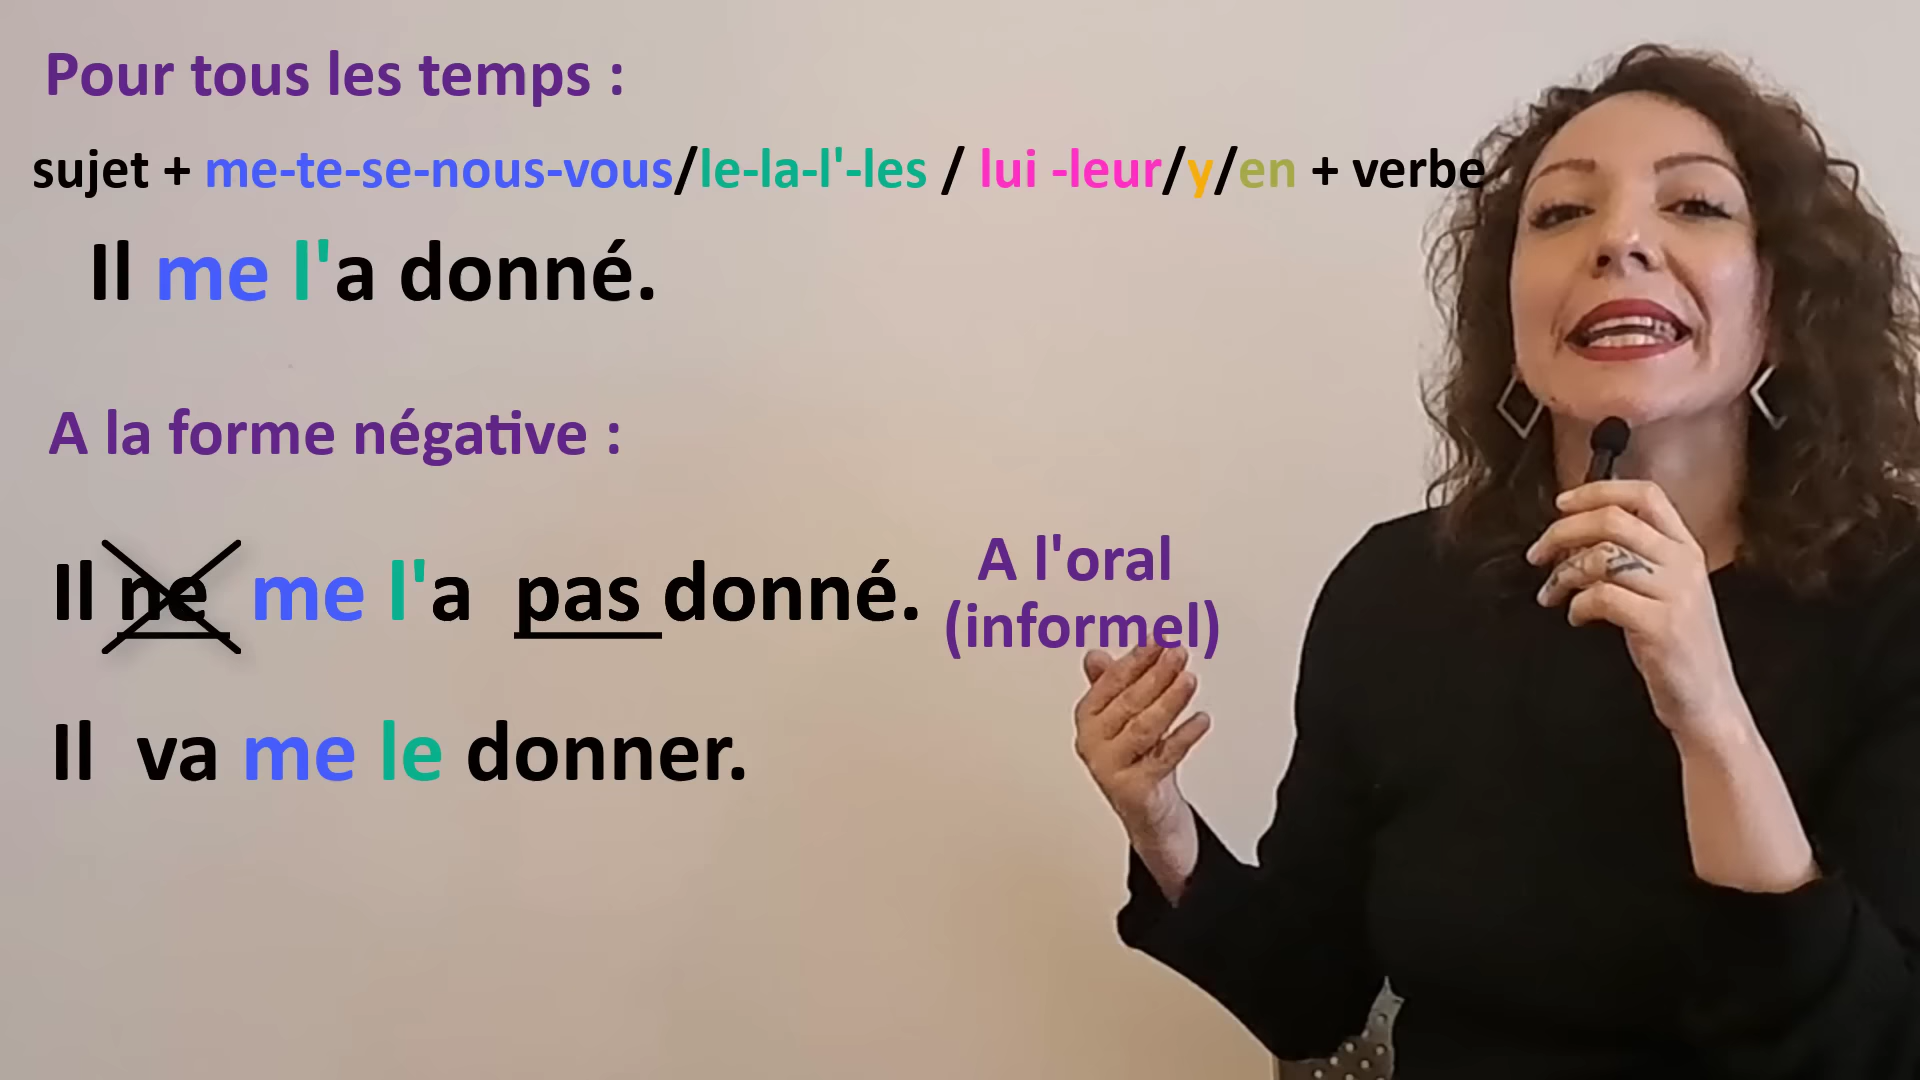 Pour tous les temps :
sujet + me-te-se-nous-vous/le-la-l'-les / lui -leur/y/en + verbe
Il me l'a donné.
A la forme négative :
Il ne me l'a pas donné.
A l'oral
(informel)
Il va me le donner.